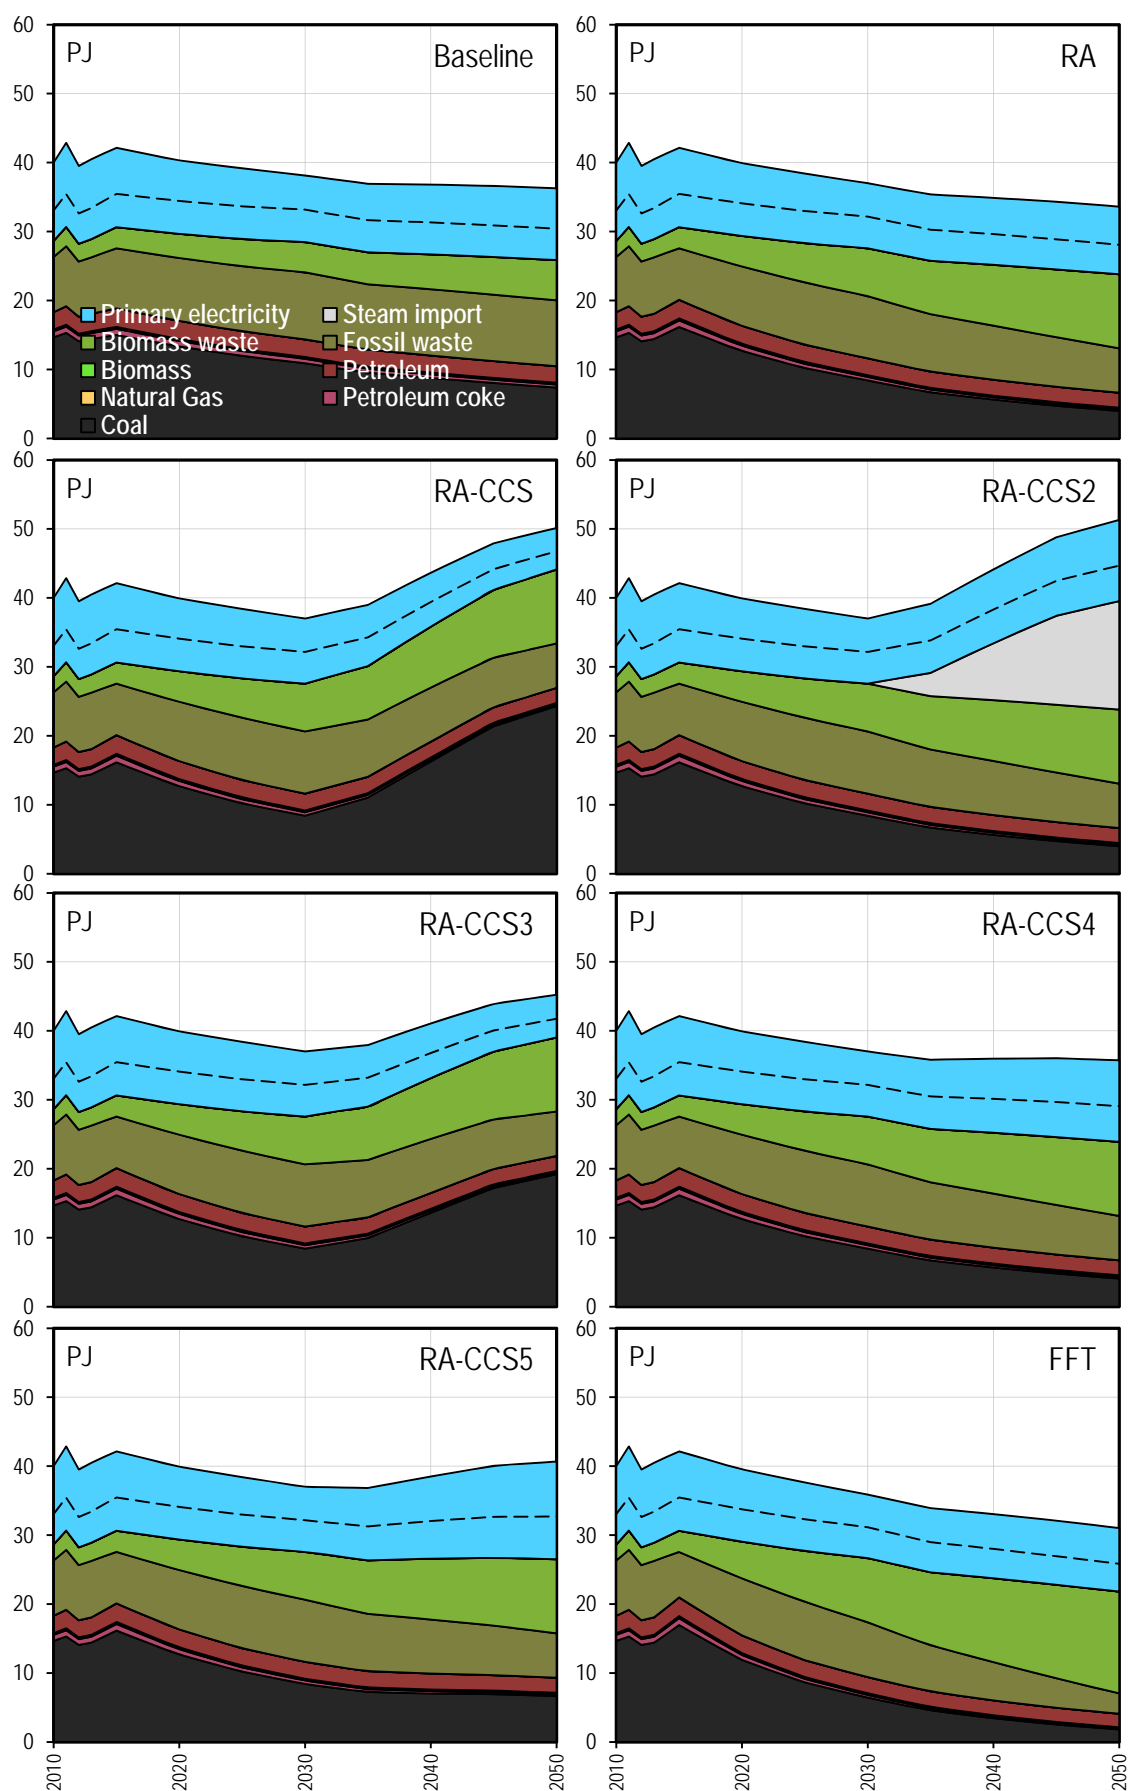 60
50
40
30
20
10
0
PJ
Baseline
Primary electricity
Steam import
Biomass waste
Fossil waste
Biomass
Petroleum
Natural Gas
Petroleum coke
Coal
60
50
40
30
20
10
0
PJ
RA
60
50
40
30
20
10
0
PJ
RA-CCS
60
50
40
30
20
10
0
PJ
RA-CCS2
60
50
40
30
20
10
0
PJ
RA-CCS3
60
50
40
30
20
10
0
PJ
RA-CCS4
60
50
40
30
20
10
0
PJ
RA-CCS5
2010
2020
2030
2040
2050
60
50
40
30
20
10
0
PJ
FFT
2010
2020
2030
2040
2050